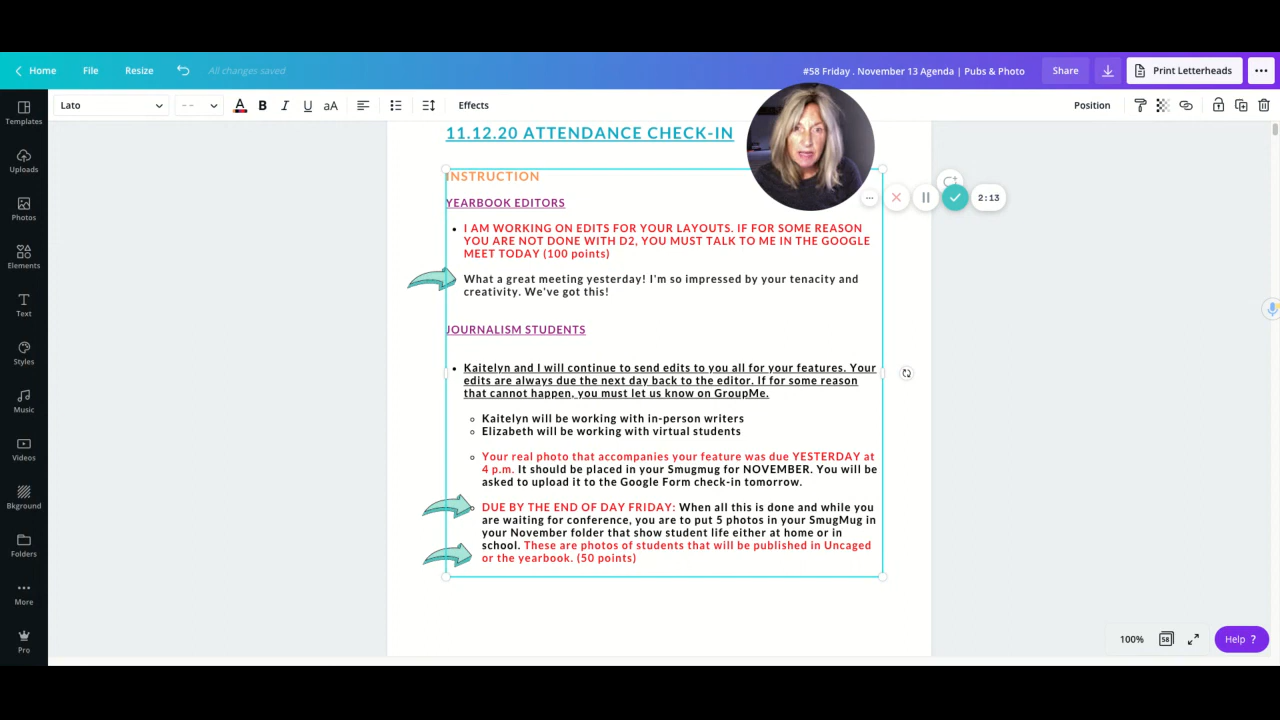 Home
File
Resize
All changes saved
#58 Friday . November 13 Agenda | Pubs & Photo
Share
Print Letterheads
Lato
-- 
A
B
I
U
aA
Effects
Position
Templates
Uploads
Photos
Elements
Text
Styles
Music
Videos
Bkground
Folders
More
Pro
11.12.20 ATTENDANCE CHECK-IN
INSTRUCTION
YEARBOOK EDITORS
I AM WORKING ON EDITS FOR YOUR LAYOUTS. IF FOR SOME REASON
YOU ARE NOT DONE WITH D2, YOU MUST TALK TO ME IN THE GOOGLE
MEET TODAY (100 points)
What a great meeting yesterday! I'm so impressed by your tenacity and
creativity. We've got this!
JOURNALISM STUDENTS
Kaitelyn and I will continue to send edits to you all for your features. Your
edits are always due the next day back to the editor. If for some reason
that cannot happen, you must let us know on GroupMe.
Kaitelyn will be working with in-person writers
Elizabeth will be working with virtual students
Your real photo that accompanies your feature was due YESTERDAY at
4 p.m. It should be placed in your Smugmug for NOVEMBER. You will be
asked to upload it to the Google Form check-in tomorrow.
DUE BY THE END OF DAY FRIDAY: When all this is done and while you
are waiting for conference, you are to put 5 photos in your SmugMug in
your November folder that show student life either at home or in
school. These are photos of students that will be published in Uncaged
or the yearbook. (50 points)
2:13
100%
58
Help ?